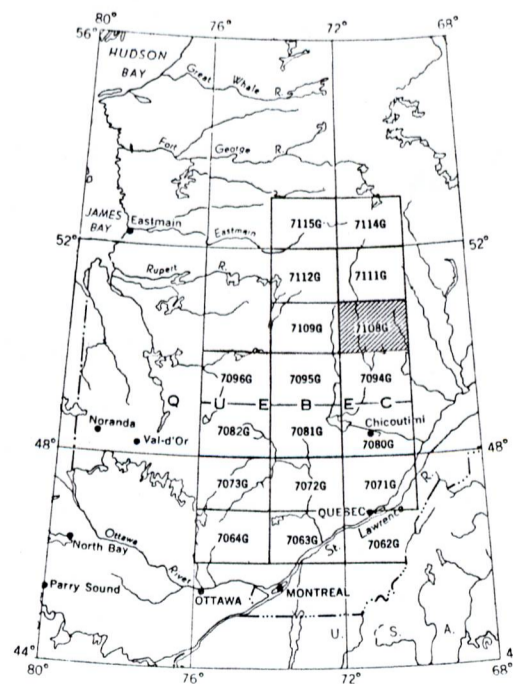 80° 76° 72° 68°
56°
HUDSON
BAY
Great Whale R.
Fort George R.
JAMES
BAY
Eastmain
Eastmain
52° 52°
7115G 7114G
Rupert R.
7112G 7111G
7109G 7108G
7096G 7095G 7094G
Q U E B E C
Noranda
Val-d'Or
Chicoutimi
7082G 7081G 7080G
48° 48°
7073G 7072G 7071G
QUEBEC
St. Lawrence R.
Ottawa River
North Bay
7064G 7063G 7062G
Parry Sound
OTTAWA
MONTREAL
U. S. A.
44° 4
80° 76° 72°